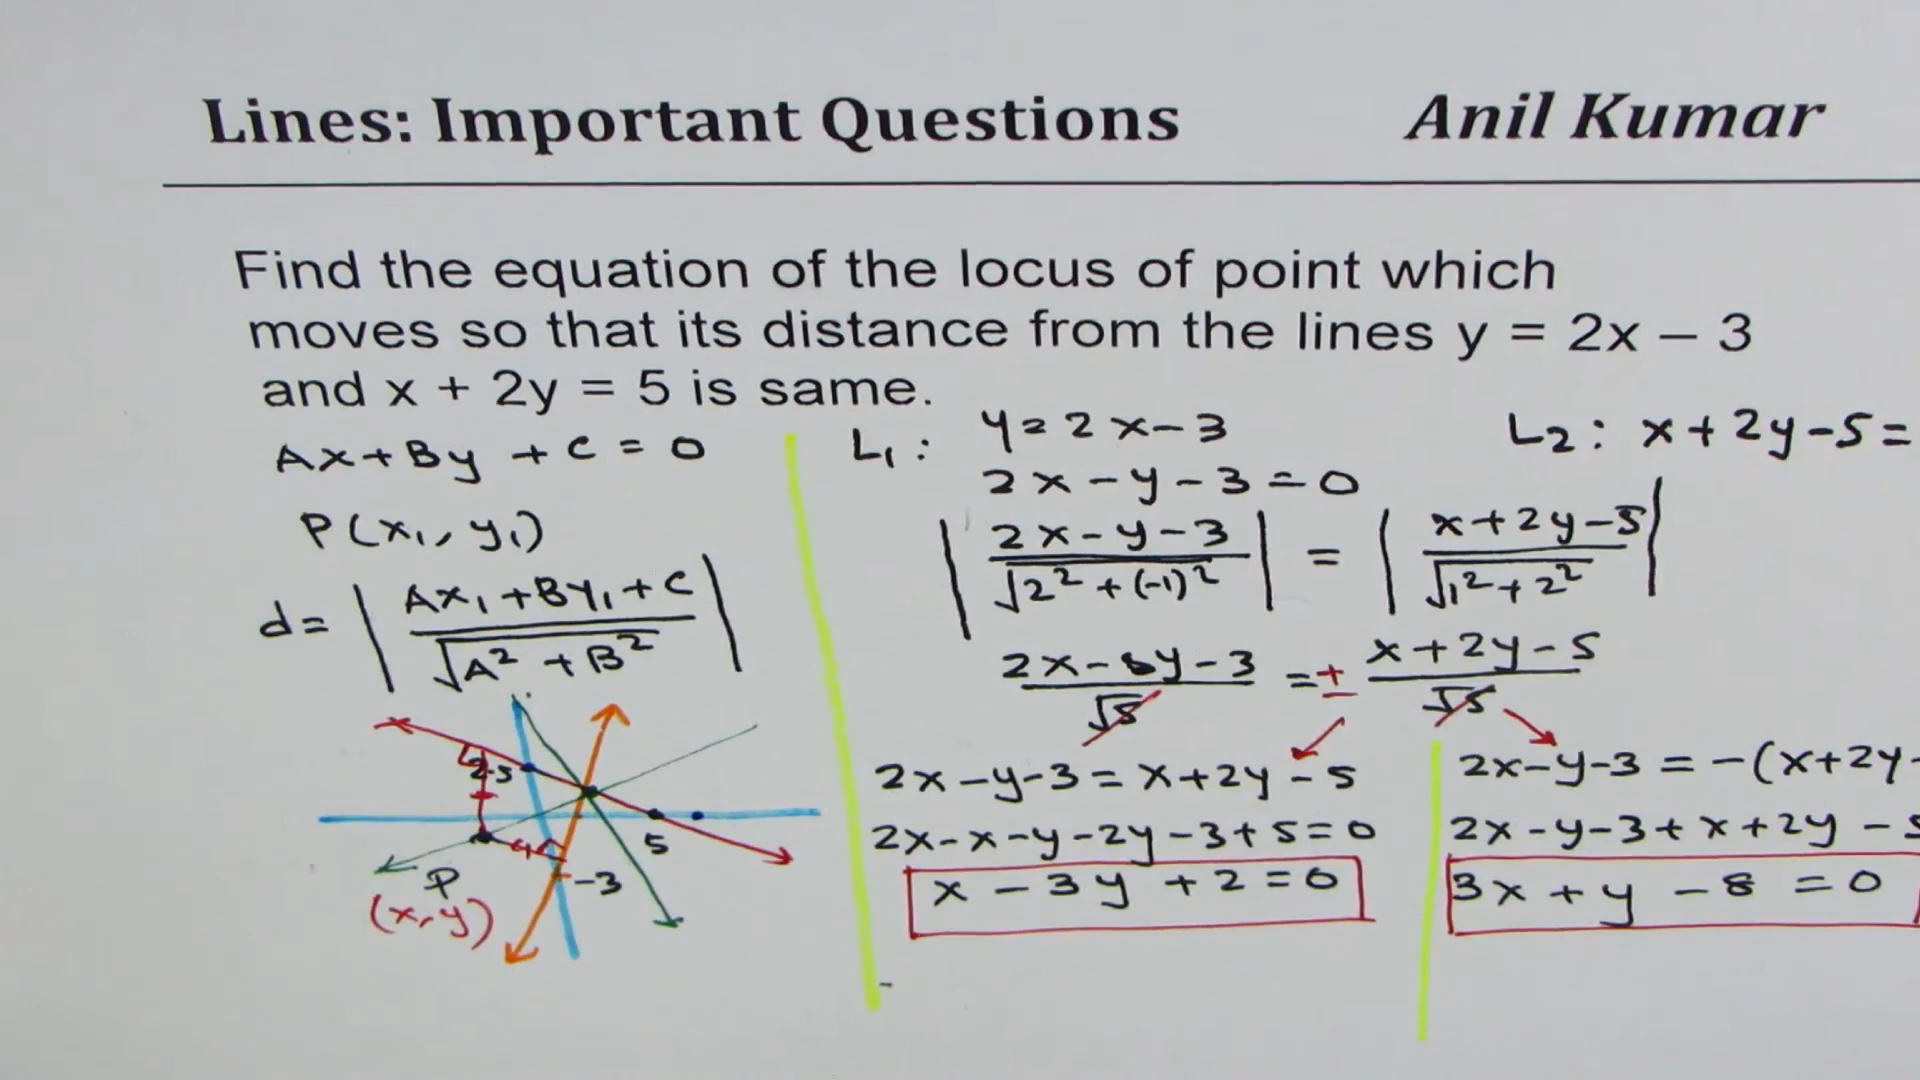 Lines: Important Questions Anil Kumar
Find the equation of the locus of point which
moves so that its distance from the lines y = 2x – 3
and x + 2y = 5 is same.
Ax+By + C = 0
P(x₁, y₁)
d= | Ax₁+By₁+C / √A² + B² |
2.5
5
-3
P
(x,y)
L₁: y=2x-3
2x-y-3=0
| 2x-y-3 / √2²+(-1)² | = | x+2y-5 / √1²+2² |
2x-y-3 / √5 = ± x+2y-5 / √5
2x-y-3=x+2y-5
2x-x-y-2y-3+5=0
x-3y+2=0
L₂: x+2y-5=
2x-y-3=-(x+2y-
2x-y-3+x+2y-5
3x+y-8=0